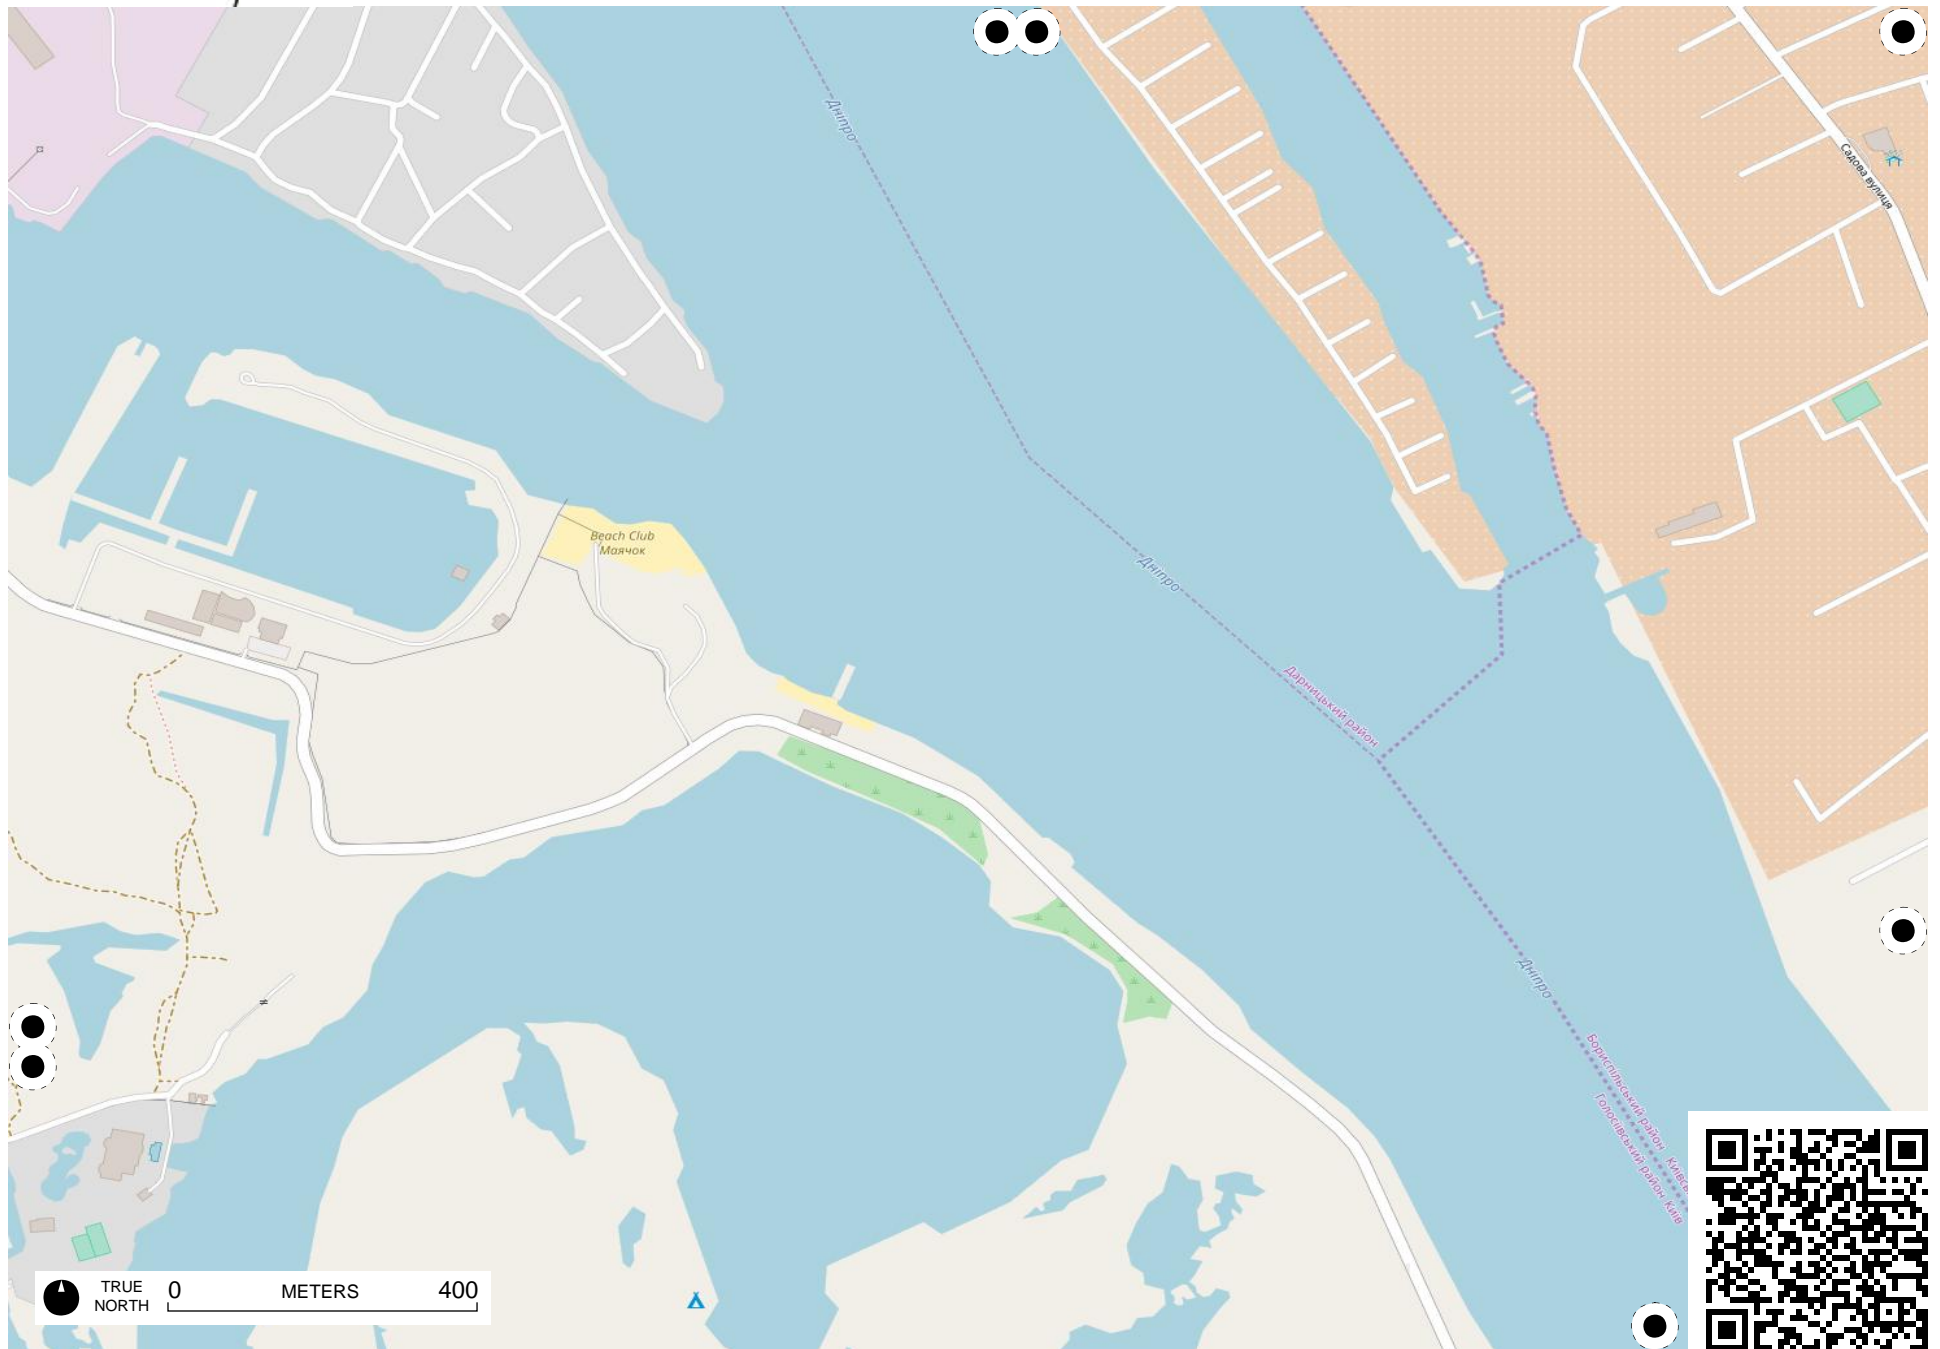 Дніпро
Садова вулиця
Beach Club
Маячок
Дніпро
Дарницький район
Дніпро
Бориспільський район
Голосіївський район
Київ
TRUE
NORTH
0 METERS 400